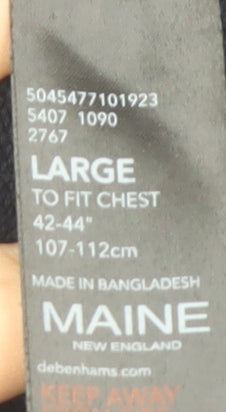 5045477101923
5407 1090
2767
LARGE
TO FIT CHEST
42-44"
107-112cm
MADE IN BANGLADESH
MAINE
NEW ENGLAND
debenhams.com
KEEP AWAY